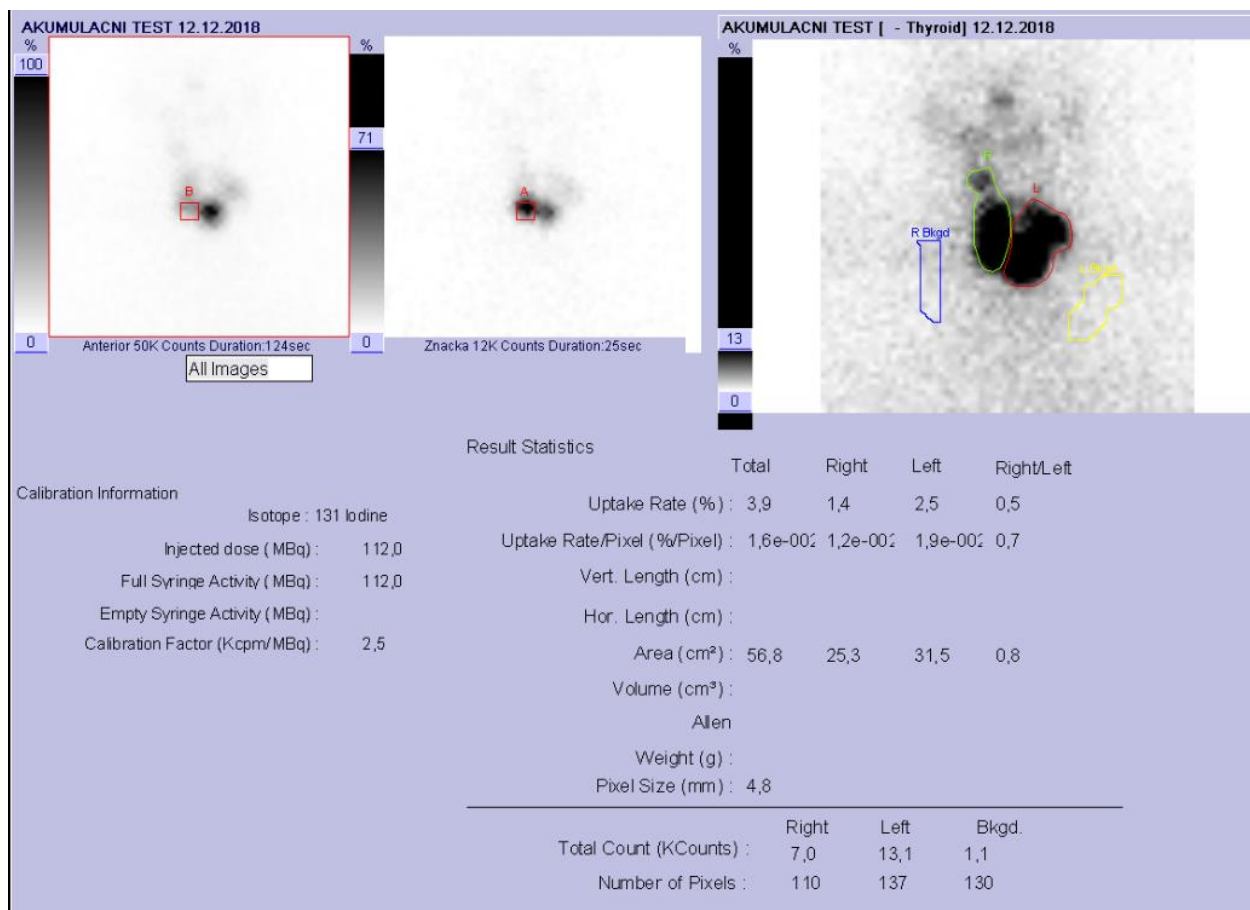 AKUMULACNI TEST 12.12.2018
% %
100
71
B
A
0 0
Anterior 50K Counts Duration:124sec
Znacka 12K Counts Duration:25sec
All Images
AKUMULACNI TEST [ - Thyroid] 12.12.2018
%
R
L
R Bkgd
L Bkgd
13
0
Result Statistics
Total Right Left Right/Left
Uptake Rate (%) : 3,9 1,4 2,5 0,5
Uptake Rate/Pixel (%/Pixel) : 1,6e-002 1,2e-002 1,9e-002 0,7
Vert. Length (cm) :
Hor. Length (cm) :
Area (cm²) : 56,8 25,3 31,5 0,8
Volume (cm³) :
Allen
Weight (g) :
Pixel Size (mm) : 4,8
Calibration Information
Isotope : 131 Iodine
Injected dose (MBq) : 112,0
Full Syringe Activity (MBq) : 112,0
Empty Syringe Activity (MBq) :
Calibration Factor (Kcpm/MBq) : 2,5
Right Left Bkgd.
Total Count (KCounts) : 7,0 13,1 1,1
Number of Pixels : 110 137 130